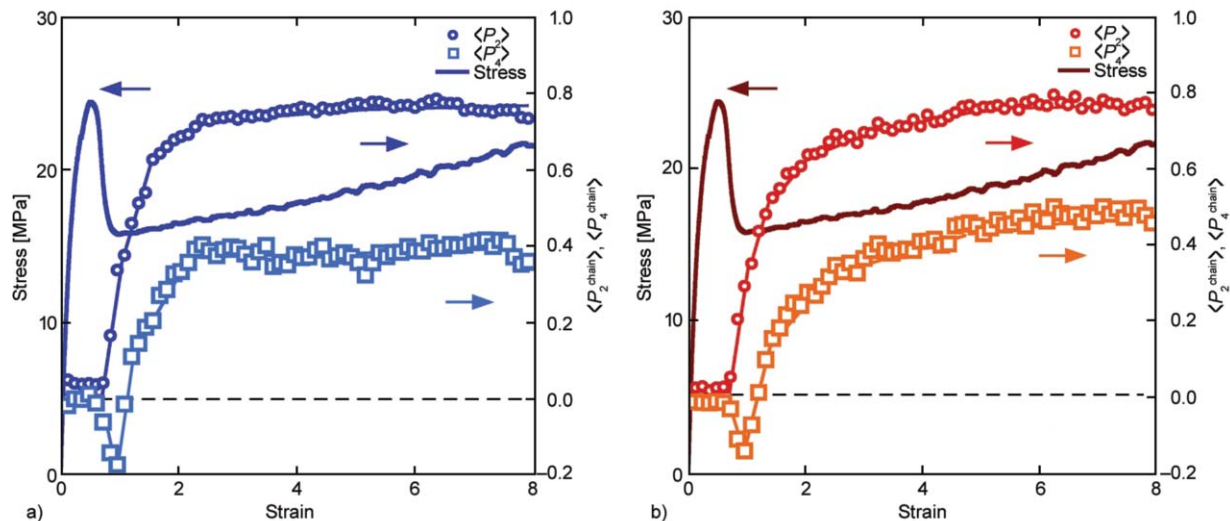 30
20
10
0
Stress [MPa]
0
2
4
6
8
Strain
1.0
0.8
0.6
0.4
0.2
0.0
–0.2
⟨P₂ᶜʰᵃⁱⁿ⟩, ⟨P₄ᶜʰᵃⁱⁿ⟩
⟨P₂⟩
⟨P₄⟩
Stress
a)
30
20
10
0
Stress [MPa]
0
2
4
6
8
Strain
1.0
0.8
0.6
0.4
0.2
0.0
–0.2
⟨P₂ᶜʰᵃⁱⁿ⟩, ⟨P₄ᶜʰᵃⁱⁿ⟩
⟨P₂⟩
⟨P₄⟩
Stress
b)